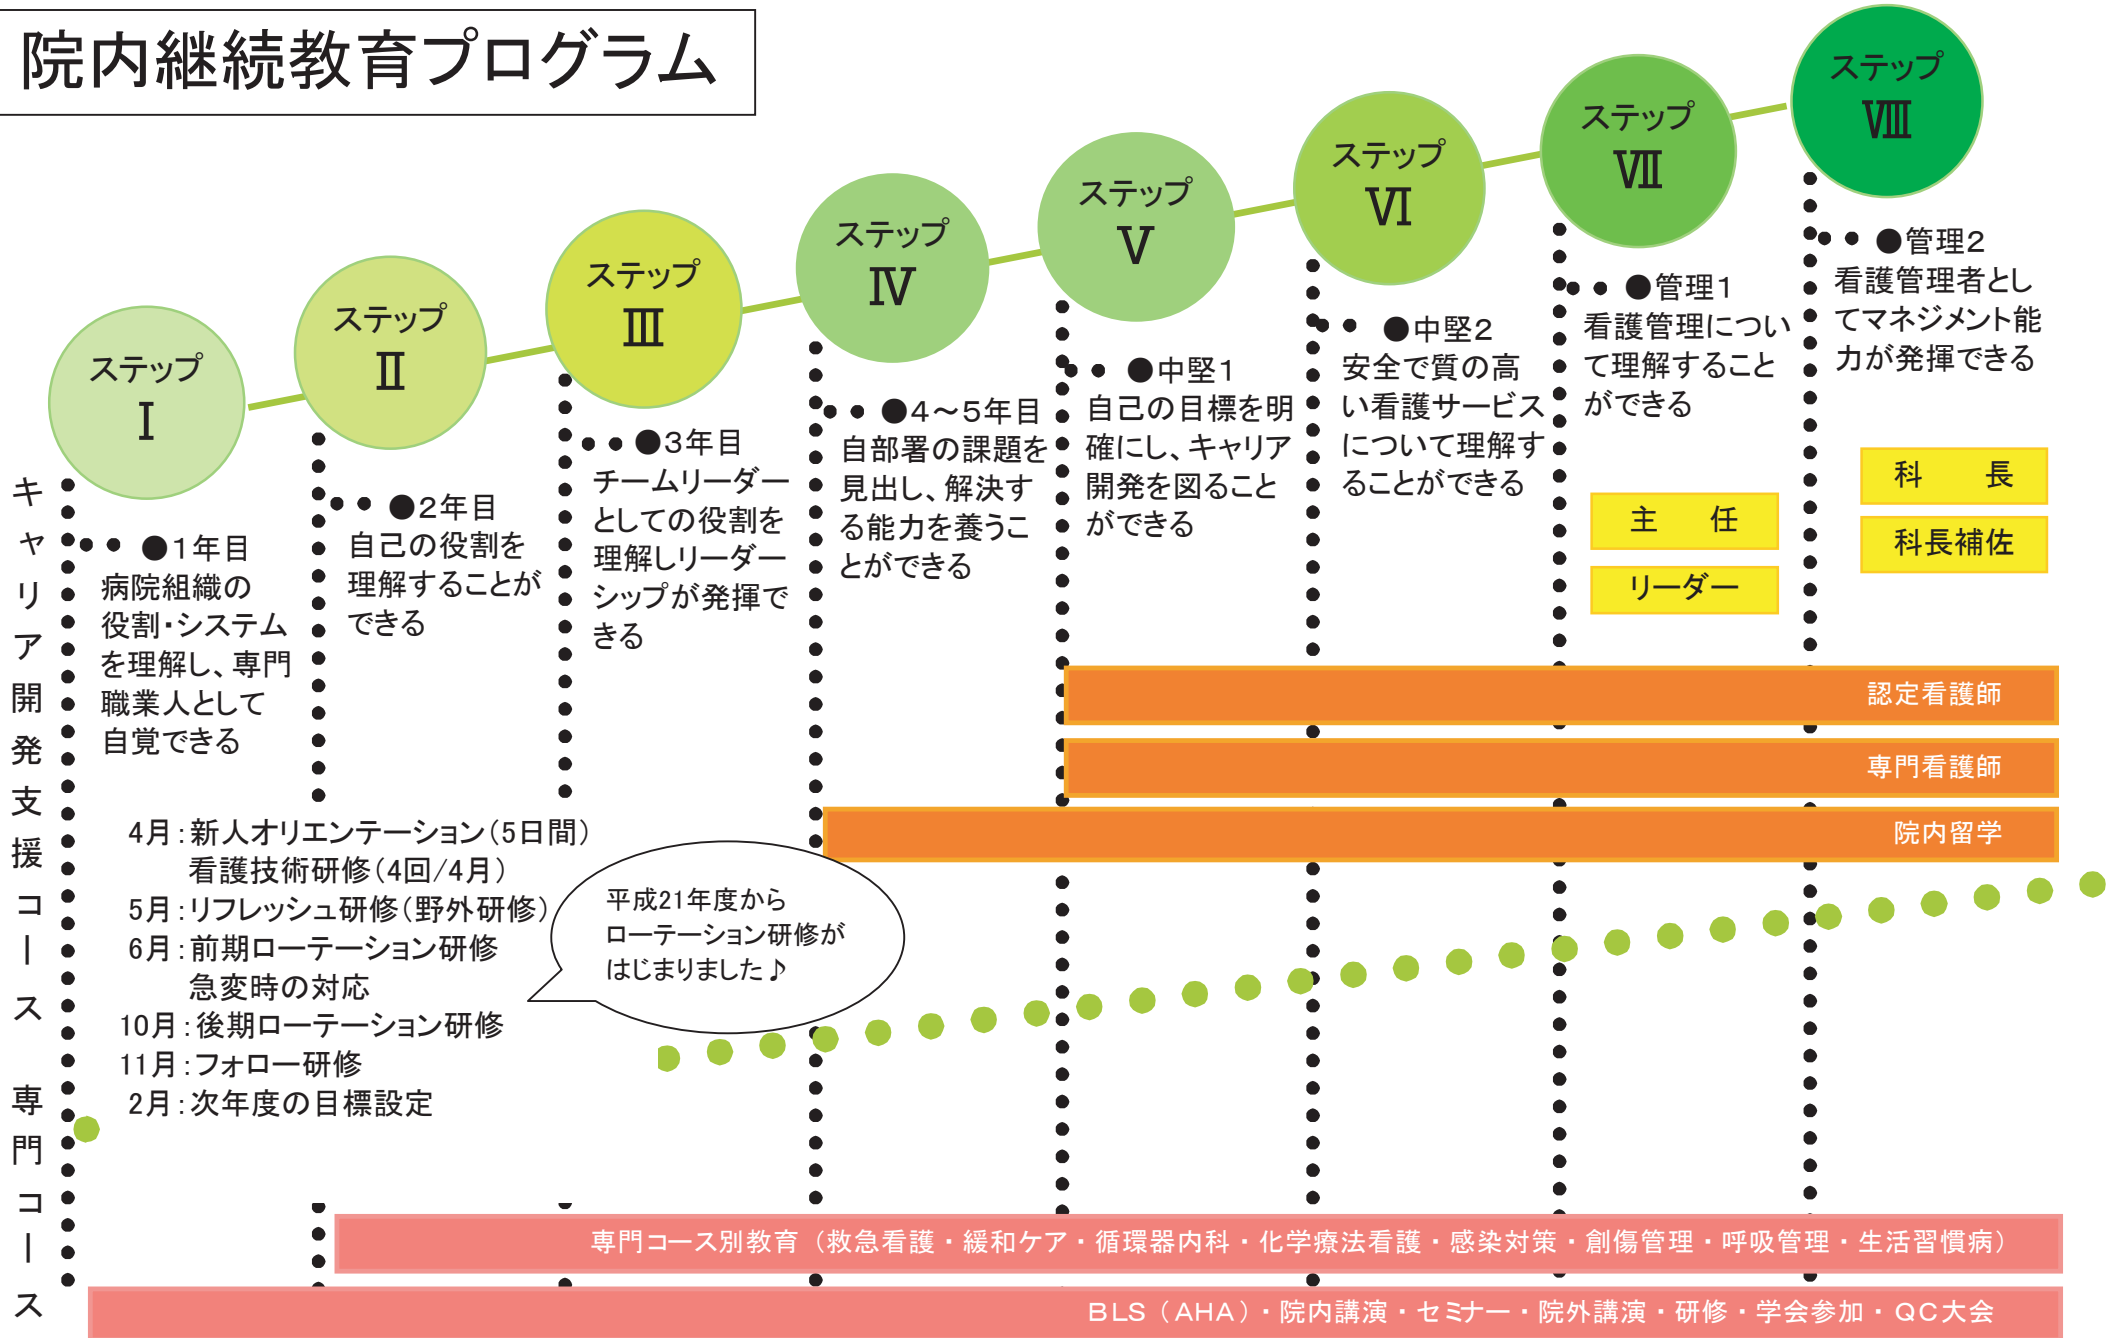 院内継続教育プログラム
ステップ
Ⅰ
●1年目
病院組織の
役割・システム
を理解し、専門
職業人として
自覚できる
ステップ
Ⅱ
●2年目
自己の役割を
理解することが
できる
ステップ
Ⅲ
●3年目
チームリーダー
としての役割を
理解しリーダー
シップが発揮で
きる
ステップ
Ⅳ
●4～5年目
自部署の課題を
見出し、解決す
る能力を養うこ
とができる
ステップ
Ⅴ
●中堅1
自己の目標を明
確にし、キャリア
開発を図ること
ができる
ステップ
Ⅵ
●中堅2
安全で質の高
い看護サービス
について理解す
ることができる
ステップ
Ⅶ
●管理1
看護管理につい
て理解すること
ができる
主　任
リーダー
ステップ
Ⅷ
●管理2
看護管理者とし
てマネジメント能
力が発揮できる
科　長
科長補佐
キャリア開発支援コース　専門コース
認定看護師
専門看護師
院内留学
4月：新人オリエンテーション（5日間）
看護技術研修（4回/4月）
5月：リフレッシュ研修（野外研修）
6月：前期ローテーション研修
急変時の対応
10月：後期ローテーション研修
11月：フォロー研修
2月：次年度の目標設定
平成21年度から
ローテーション研修が
はじまりました♪
専門コース別教育（救急看護・緩和ケア・循環器内科・化学療法看護・感染対策・創傷管理・呼吸管理・生活習慣病）
BLS（AHA）・院内講演・セミナー・院外講演・研修・学会参加・QC大会